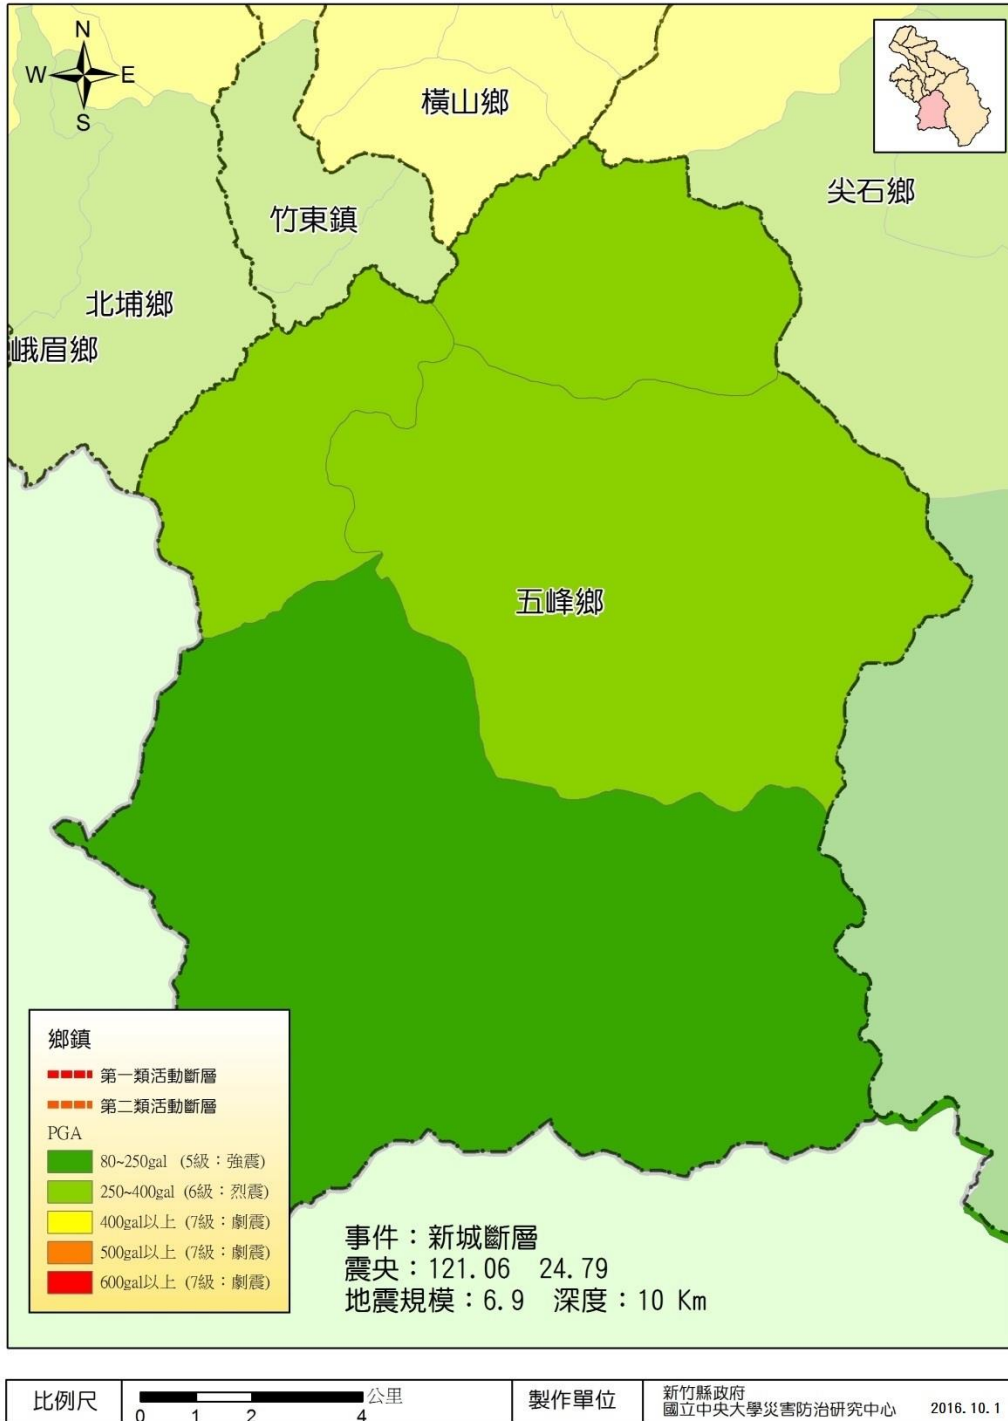 N
W E
S
橫山鄉
尖石鄉
竹東鎮
北埔鄉
峨眉鄉
五峰鄉
鄉鎮
第一類活動斷層
第二類活動斷層
PGA
80~250gal (5級：強震)
250~400gal (6級：烈震)
400gal以上 (7級：劇震)
500gal以上 (7級：劇震)
600gal以上 (7級：劇震)
事件：新城斷層
震央：121.06 24.79
地震規模：6.9 深度：10 Km
比例尺
公里
0 1 2 4
製作單位
新竹縣政府
國立中央大學災害防治研究中心
2016.10.1